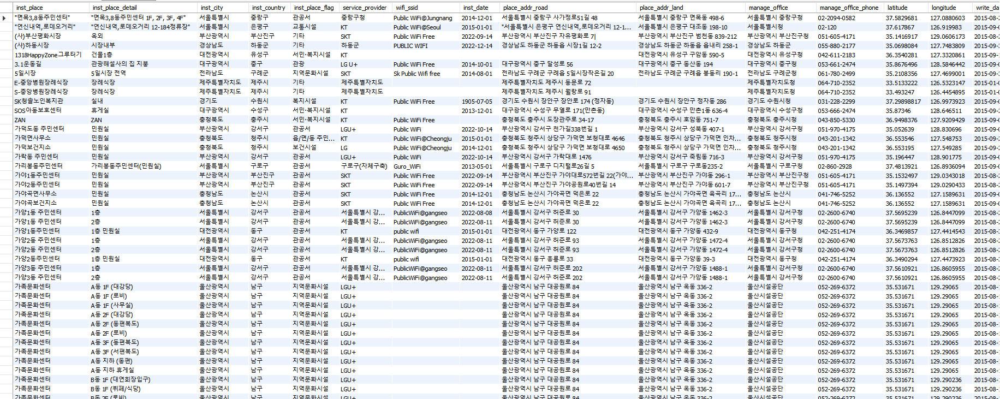 inst_place inst_place_detail inst_city inst_country inst_place_flag service_provider wifi_ssid inst_date place_addr_road place_addr_land manage_office manage_office_phone latitude longitude write_da
"면목3,8동주민센터" "면목3,8동주민센터 1F, 2F, 3F, 4F" 서울특별시 중랑구 관공서 중랑구청 Public WiFi@Jungnang 2014-12-01 서울특별시 중랑구 사가정로51길 48 서울특별시 중랑구 면목동 498-6 서울특별시 중랑구청 02-2094-0582 37.5829681 127.0880603 2015-08-2
"연신내역,로데오거리" "연신내역,로데오거리 12-184정류장" 서울특별시 은평구 교통시설 KT Public WiFi@Seoul 2015-01-01 "서울특별시 은평구 연신내역,로데오거리 12-1... 서울특별시 은평구 대조동 198-10 서울특별시청 02-120 37.617867 126.919983 2015-09-0
(사)부산평화시장 옥외 부산광역시 부산진구 기타 SKT Public WiFi Free 2022-09-14 부산광역시 부산진구 자유평화로 7| 부산광역시 부산진구 범천동 839-212 부산광역시 부산진구청 051-605-4171 35.1416917 129.0606173 2015-08-2
(사)하동시장 시장내부 경상남도 하동군 기타 하동군 PUBLIC WIFI 2022-12-14 경상남도 하동군 하동읍 시장1길 12-2 경상남도 하동군 하동읍 읍내리 258-1 경상남도 하동군 055-880-2177 35.0698084 127.7483809 2015-09-
1318HappyZone그루터기 건물1층 대전광역시 유성구 서민·복지시설 KT 대전광역시 유성구 구암동 590-5 대전광역시 유성구청 042-611-2183 36.3540281 127.3320861 2015-09-
3.1운동길 관광해설사의 집 지붕 대구광역시 중구 관광 LG U+ Public WiFi Free 2014-10-01 대구광역시 중구 달성로 56 대구광역시 중구 동산동 194 대구광역시 중구청 053-661-2474 35.8676496 128.5846442 2015-09-0
5일시장 5일시장 전역 전라남도 구례군 지역문화시설 SKT Sk Public Wifi free 2014-08-01 전라남도 구례군 구례읍 5일시장작은길 20 전라남도 구례군 구례읍 봉동리 190-1 전라남도 구례군청 061-780-2499 35.2108356 127.4699001 2015-09-
E-중앙병원장례식장 장례식장 제주특별자치도 제주시 기타 제주특별자치도 제주특별자치도 제주시 동문로 72 제주특별자치도청 064-710-2352 33.5133222 126.5323147 2015-01-0
S-중앙병원장례식장 장례식장 제주특별자치도 제주시 기타 제주특별자치도 제주특별자치도 제주시 월랑로 91 제주특별자치도청 064-710-2352 33.493247 126.4454895 2015-01-0
SK청솔노인복지관 실내 경기도 수원시 복지시설 KT Public WiFi Free 1905-07-05 경기도 수원시 장안구 장안로 174 (정자동) 경기도 수원시 장안구 정자동 286 경기도 수원시청 031-228-2299 37.29898817 126.9973923 2015-09-
SOS아동보호센터 휴게실 대구광역시 수성구 서민·복지시설 KT 2013-12-01 대구광역시 수성구 무열로 171(만촌동) 대구광역시 수성구 만촌1동 636-4 대구광역시 수성구청 053-666-2474 35.87346 128.646511 2015-09-2
ZAN ZAN 충청북도 충주시 서민·복지시설 KT Public WiFi Free 충청북도 충주시 도장관주로 34-17 충청북도 충주시 호암동 751-7 충청북도 충주시청 043-850-5330 36.9498376 127.9209429 2015-09-0
가덕도동 주민센터 민원실 부산광역시 강서구 관공서 LGU+ Public WiFi 2022-10-14 부산광역시 강서구 천가길338번길 1 부산광역시 강서구 성북동 407-1 부산광역시 강서구청 051-970-4175 35.052639 128.830696 2015-09-0
가덕면사무소 민원실 충청북도 청주시 읍/면/동 주민... KT Public WiFi@Cheongju 2015-01-01 충청북도 청주시 상당구 가덕면 보청대로 4646 충청북도 청주시 상당구 가덕면 인차... 충청북도 청주시청 043-201-1342 36.553546 127.548753 2015-09-0
가덕보건지소 민원실 충청북도 청주시 보건시설 LG Public WiFi@Cheongju 2014-12-01 충청북도 청주시 상당구 가덕면 보청대로 4650 충청북도 청주시 상당구 가덕면 인차... 충청북도 청주시청 043-201-1342 36.553195 127.549285 2015-09-0
가락동 주민센터 민원실 부산광역시 강서구 관공서 LGU+ Public WiFi 2022-10-14 부산광역시 강서구 가락대로 1476 부산광역시 강서구 죽림동 716-3 부산광역시 강서구청 051-970-4175 35.196447 128.901775 2015-09-0
가리봉동주민센터 가리봉동주민센터(민원실) 서울특별시 구로구 관공서 구로구(자체구축) Guro_WiFi 2013-05-01 서울특별시 구로구 디지털로26길 5 서울특별시 구로구 구로동235-2 서울특별시 구로구청 02-860-2928 37.4813921 126.8936094 2015-09-0
가야1동주민센터 민원실 부산광역시 부산진구 관공서 SKT Public WiFi Free 2022-09-14 부산광역시 부산진구 가야대로572번길 22(가야... 부산광역시 부산진구 가야동 296-1 부산광역시 부산진구청 051-605-4171 35.1532497 129.0343018 2015-08-2
가야2동주민센터 민원실 부산광역시 부산진구 관공서 SKT Public WiFi Free 2022-09-14 부산광역시 부산진구 가야공원로40번길 14 부산광역시 부산진구 가야동 601-7 부산광역시 부산진구청 051-605-4171 35.1497394 129.0290433 2015-08-2
가야곡면사무소 민원실 충청남도 논산시 관공서 SKT Public WiFi Free 2014-12-01 충청남도 논산시 가야곡면 덕은로 22 충청남도 논산시 가야곡면 육곡리 17... 충청남도 논산시 041-746-5252 36.136552 127.1589631 2015-09-0
가야곡보건지소 민원실 충청남도 논산시 관공서 SKT Public WiFi Free 2014-12-01 충청남도 논산시 가야곡면 덕은로 22 충청남도 논산시 가야곡면 육곡리 17... 충청남도 논산시 041-746-5252 36.136552 127.1589631 2015-09-0
가양1동 주민센터 1층 서울특별시 강서구 관공서 서울특별시 강... PublicWiFi@gangseo 2022-08-08 서울특별시 강서구 허준로 30 서울특별시 강서구 가양동 1462-3 서울특별시 강서구청 02-2600-6740 37.5695239 126.8447099 2015-08-2
가양1동 주민센터 2층 서울특별시 강서구 관공서 서울특별시 강... PublicWiFi@gangseo 2022-08-11 서울특별시 강서구 허준로 30 서울특별시 강서구 가양동 1462-3 서울특별시 강서구청 02-2600-6740 37.5695239 126.8447099 2015-08-2
가양1동주민센터 1층 민원실 대전광역시 동구 관공서 KT public wifi 2015-01-01 대전광역시 동구 가양로 122 대전광역시 동구 가양동 432-9 대전광역시 동구청 042-251-4174 36.3469857 127.4414543 2015-08-
가양2동 주민센터 1층 서울특별시 강서구 관공서 서울특별시 강... PublicWiFi@gangseo 2022-08-11 서울특별시 강서구 허준로 93 서울특별시 강서구 가양동 1472-4 서울특별시 강서구청 02-2600-6740 37.5673763 126.8512826 2015-08-2
가양2동 주민센터 2층 서울특별시 강서구 관공서 서울특별시 강... PublicWiFi@gangseo 2022-08-11 서울특별시 강서구 허준로 93 서울특별시 강서구 가양동 1472-4 서울특별시 강서구청 02-2600-6740 37.5673763 126.8512826 2015-08-2
가양2동주민센터 1층 민원실 대전광역시 동구 관공서 KT public wifi 2015-01-01 대전광역시 동구 흥룡로 33 대전광역시 동구 가양동 39-3 대전광역시 동구청 042-251-4174 36.3490294 127.4473923 2015-08-
가양3동 주민센터 1층 서울특별시 강서구 관공서 서울특별시 강... PublicWiFi@gangseo 2022-08-11 서울특별시 강서구 허준로 202 서울특별시 강서구 가양동 1488-1 서울특별시 강서구청 02-2600-6740 37.5610921 126.8605955 2015-08-2
가양3동 주민센터 2층 서울특별시 강서구 관공서 서울특별시 강... PublicWiFi@gangseo 2022-08-11 서울특별시 강서구 허준로 202 서울특별시 강서구 가양동 1488-1 서울특별시 강서구청 02-2600-6740 37.5610921 126.8605955 2015-08-2
가족문화센터 A동 1F (대강당) 울산광역시 남구 지역문화시설 LGU+ 울산광역시 남구 대공원로 84 울산광역시 남구 옥동 336-2 울산시설공단 052-269-6372 35.531671 129.29065 2015-08-
가족문화센터 A동 1F (로비) 울산광역시 남구 지역문화시설 LGU+ 울산광역시 남구 대공원로 84 울산광역시 남구 옥동 336-2 울산시설공단 052-269-6372 35.531671 129.29065 2015-08-
가족문화센터 A동 1F (사무실) 울산광역시 남구 지역문화시설 LGU+ 울산광역시 남구 대공원로 84 울산광역시 남구 옥동 336-2 울산시설공단 052-269-6372 35.531671 129.29065 2015-08-
가족문화센터 A동 2F (대강당) 울산광역시 남구 지역문화시설 LGU+ 울산광역시 남구 대공원로 84 울산광역시 남구 옥동 336-2 울산시설공단 052-269-6372 35.531671 129.29065 2015-08-
가족문화센터 A동 2F (동편복도) 울산광역시 남구 지역문화시설 LGU+ 울산광역시 남구 대공원로 84 울산광역시 남구 옥동 336-2 울산시설공단 052-269-6372 35.531671 129.29065 2015-08-
가족문화센터 A동 2F (로비) 울산광역시 남구 지역문화시설 LGU+ 울산광역시 남구 대공원로 84 울산광역시 남구 옥동 336-2 울산시설공단 052-269-6372 35.531671 129.29065 2015-08-
가족문화센터 A동 3F (동편복도) 울산광역시 남구 지역문화시설 LGU+ 울산광역시 남구 대공원로 84 울산광역시 남구 옥동 336-2 울산시설공단 052-269-6372 35.531671 129.29065 2015-08-
가족문화센터 A동 3F (서편복도) 울산광역시 남구 지역문화시설 LGU+ 울산광역시 남구 대공원로 84 울산광역시 남구 옥동 336-2 울산시설공단 052-269-6372 35.531671 129.29065 2015-08-
가족문화센터 A동 지하 (동편) 울산광역시 남구 지역문화시설 LGU+ 울산광역시 남구 대공원로 84 울산광역시 남구 옥동 336-2 울산시설공단 052-269-6372 35.531671 129.29065 2015-08-
가족문화센터 A동 지하 휴게실 울산광역시 남구 지역문화시설 LGU+ 울산광역시 남구 대공원로 84 울산광역시 남구 옥동 336-2 울산시설공단 052-269-6372 35.531671 129.29065 2015-08-
가족문화센터 B동 1F (대연회장입구) 울산광역시 남구 지역문화시설 LGU+ 울산광역시 남구 대공원로 84 울산광역시 남구 옥동 336-2 울산시설공단 052-269-6372 35.531671 129.290236 2015-08-
가족문화센터 B동 1F (뷔페/식당) 울산광역시 남구 지역문화시설 LGU+ 울산광역시 남구 대공원로 84 울산광역시 남구 옥동 336-2 울산시설공단 052-269-6372 35.531671 129.290236 2015-08-
가족문화센터 B동 2F (로비) 울산광역시 남구 지역문화시설 LGU+ 울산광역시 남구 대공원로 84 울산광역시 남구 옥동 336-2 울산시설공단 052-269-6372 35.531671 129.290236 2015-08-